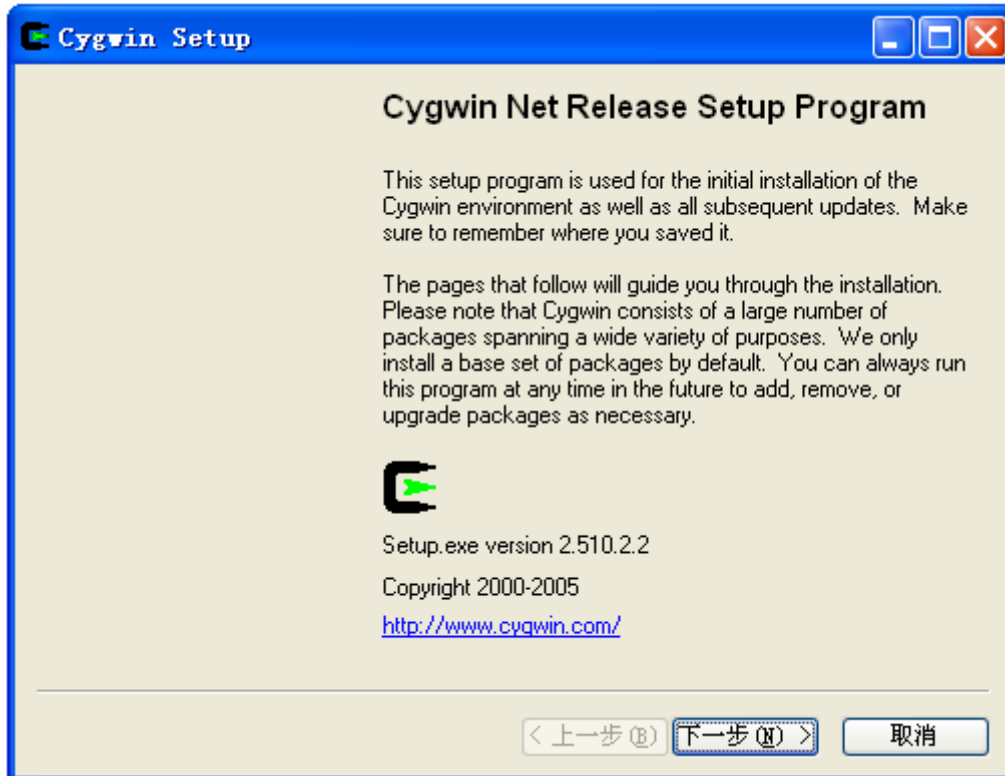 Cygwin Setup
Cygwin Net Release Setup Program
This setup program is used for the initial installation of the
Cygwin environment as well as all subsequent updates.  Make
sure to remember where you saved it.
The pages that follow will guide you through the installation.
Please note that Cygwin consists of a large number of
packages spanning a wide variety of purposes.  We only
install a base set of packages by default.  You can always run
this program at any time in the future to add, remove, or
upgrade packages as necessary.
Setup.exe version 2.510.2.2
Copyright 2000-2005
http://www.cygwin.com/
< 上一步(B) 下一步(N) > 取消